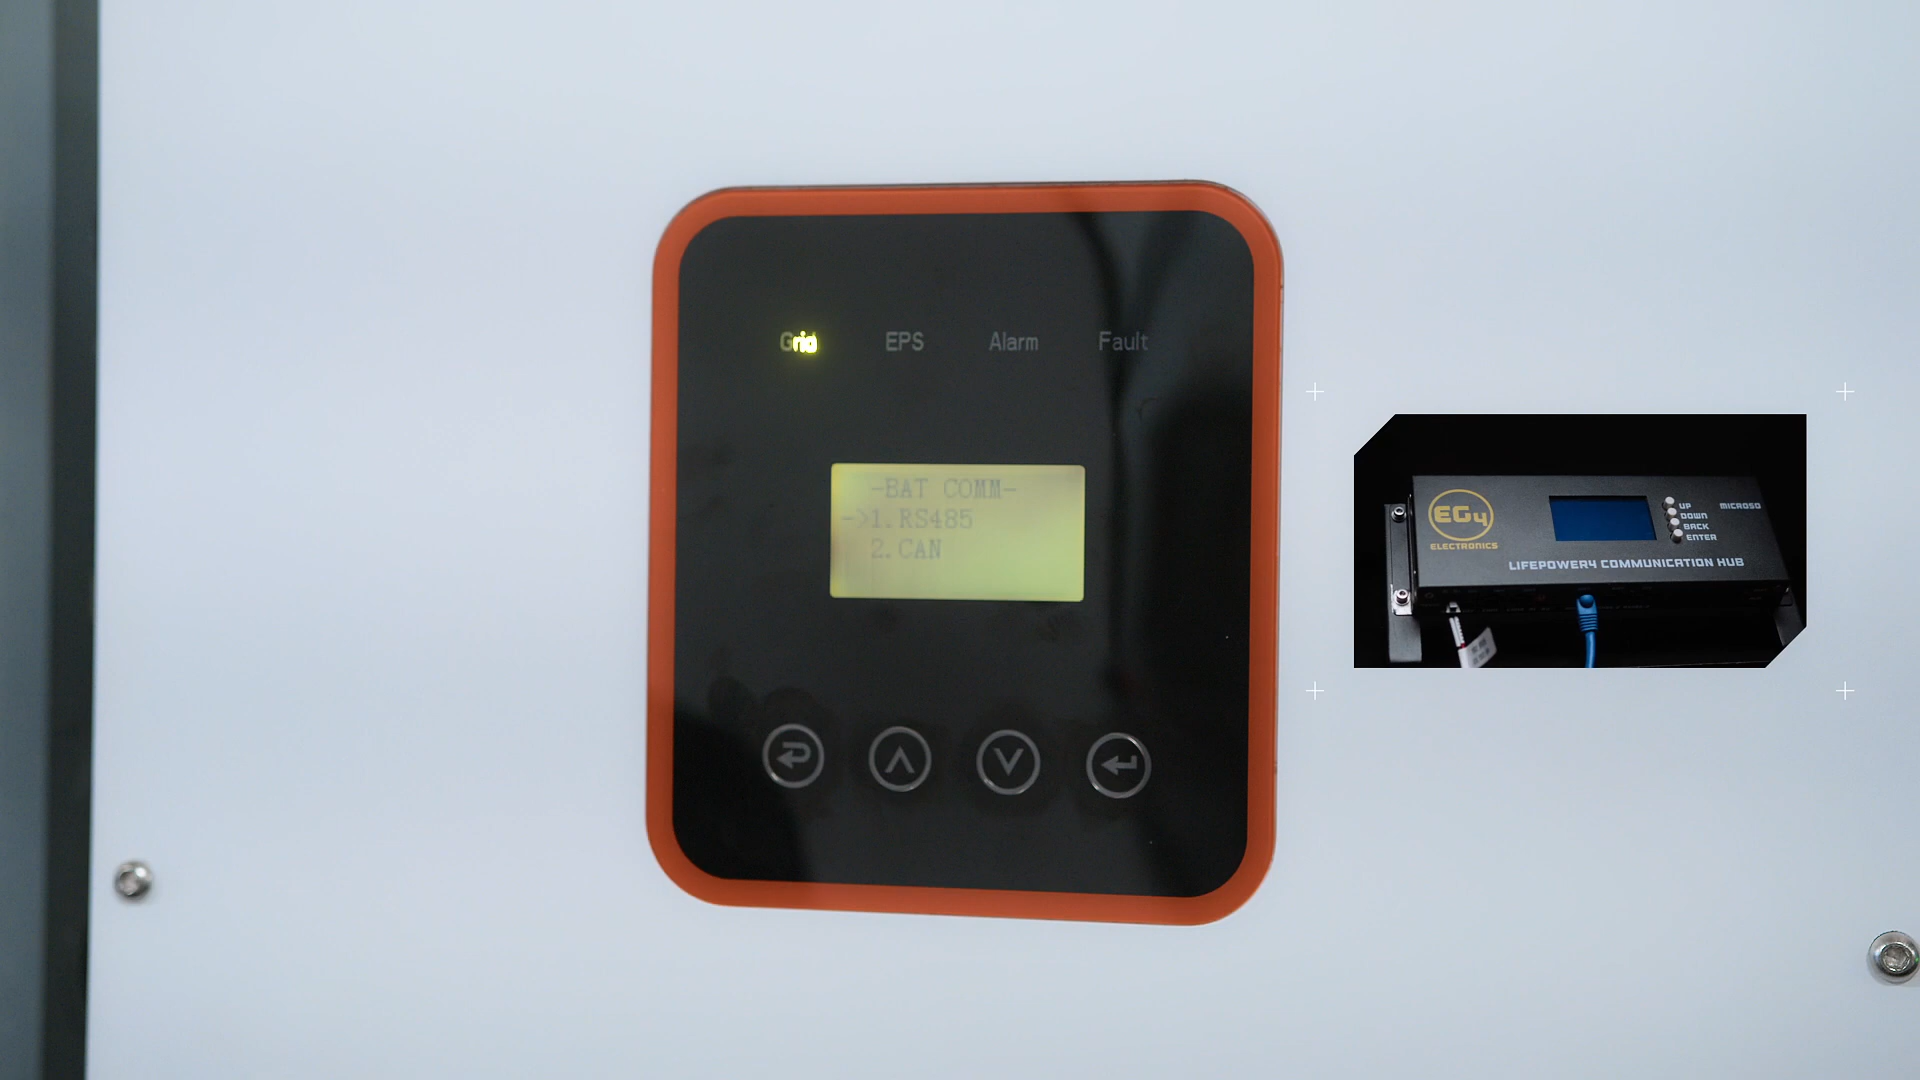 Grid EPS Alarm Fault
-BAT COMM-
->1.RS485
2.CAN
EG4
ELECTRONICS
UP
DOWN
BACK
ENTER
MICROSD
LIFEPOWER4 COMMUNICATION HUB